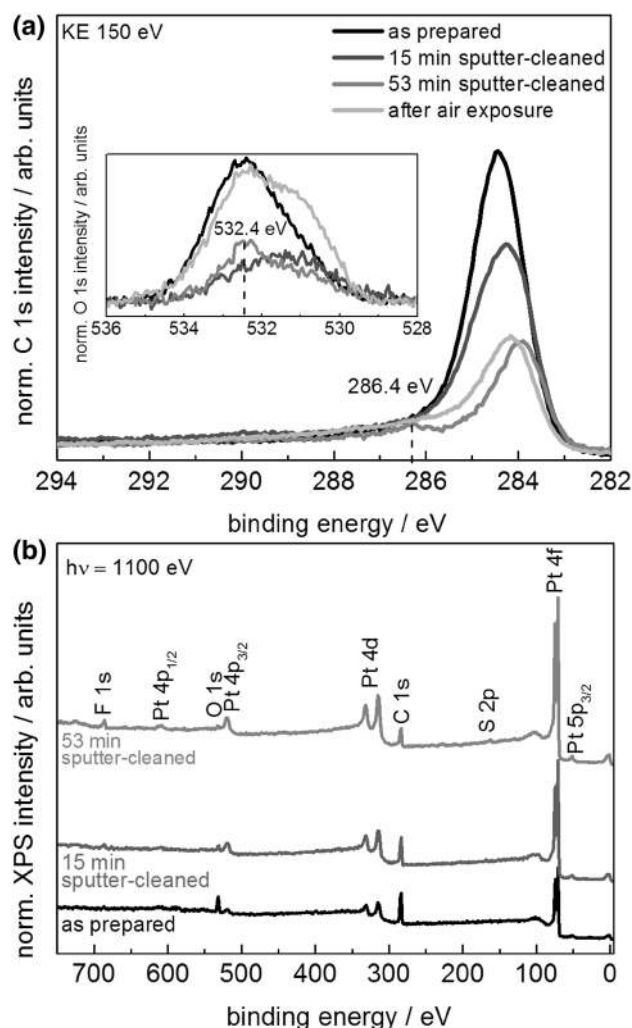 (a)
KE 150 eV
as prepared
15 min sputter-cleaned
53 min sputter-cleaned
after air exposure
norm. C 1s intensity / arb. units
norm. O 1s intensity / arb. units
532.4 eV
536 534 532 530 528
286.4 eV
294 292 290 288 286 284 282
binding energy / eV
(b)
hν = 1100 eV
norm. XPS intensity / arb. units
F 1s
Pt 4p1/2
O 1s
Pt 4p3/2
Pt 4d
C 1s
S 2p
Pt 4f
Pt 5p3/2
53 min
sputter-cleaned
15 min
sputter-cleaned
as prepared
700 600 500 400 300 200 100 0
binding energy / eV